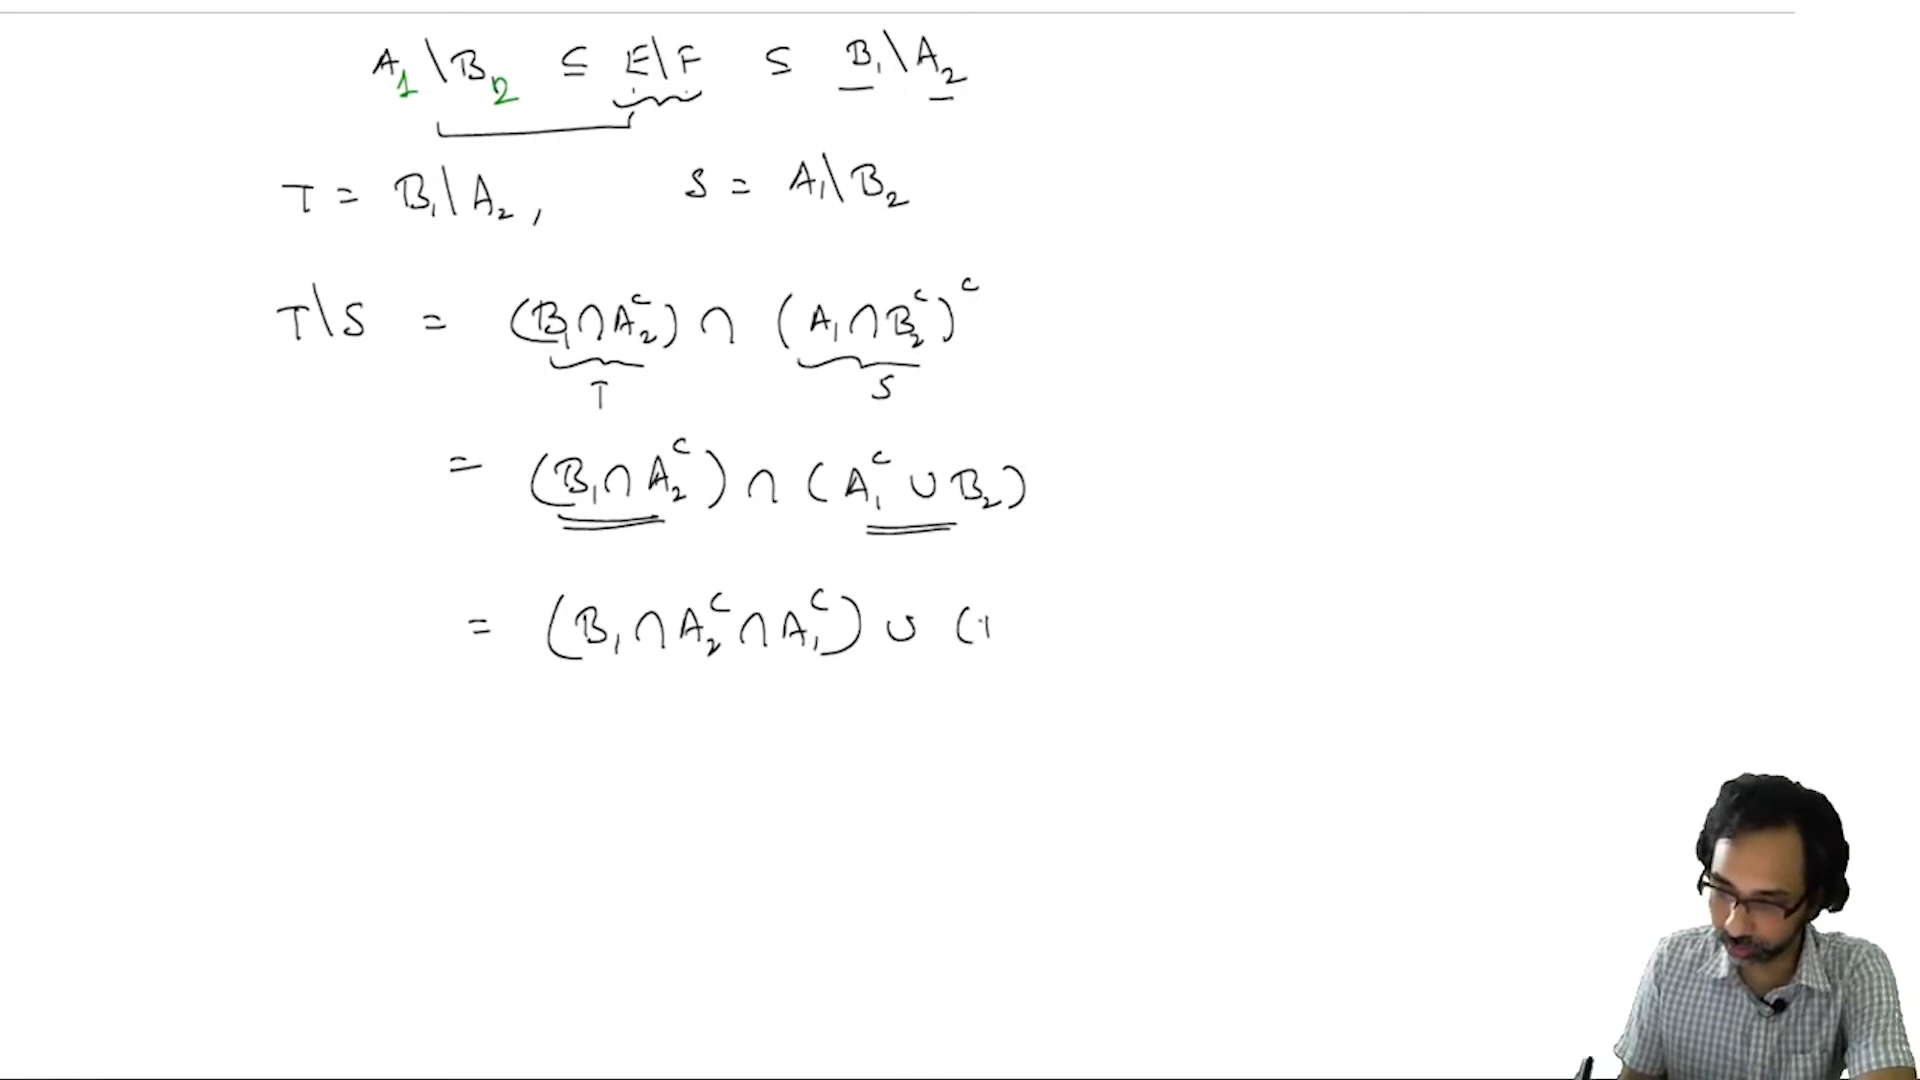 A₁ \ B₂ ⊆ E\F ⊆ B₁ \ A₂
T = B₁ \ A₂ , S = A₁ \ B₂
T\S = (B₁ ∩ A₂ᶜ) ∩ (A₁ ∩ B₂ᶜ)ᶜ
T S
= (B₁ ∩ A₂ᶜ) ∩ (A₁ᶜ ∪ B₂)
= (B₁ ∩ A₂ᶜ ∩ A₁ᶜ) ∪ (